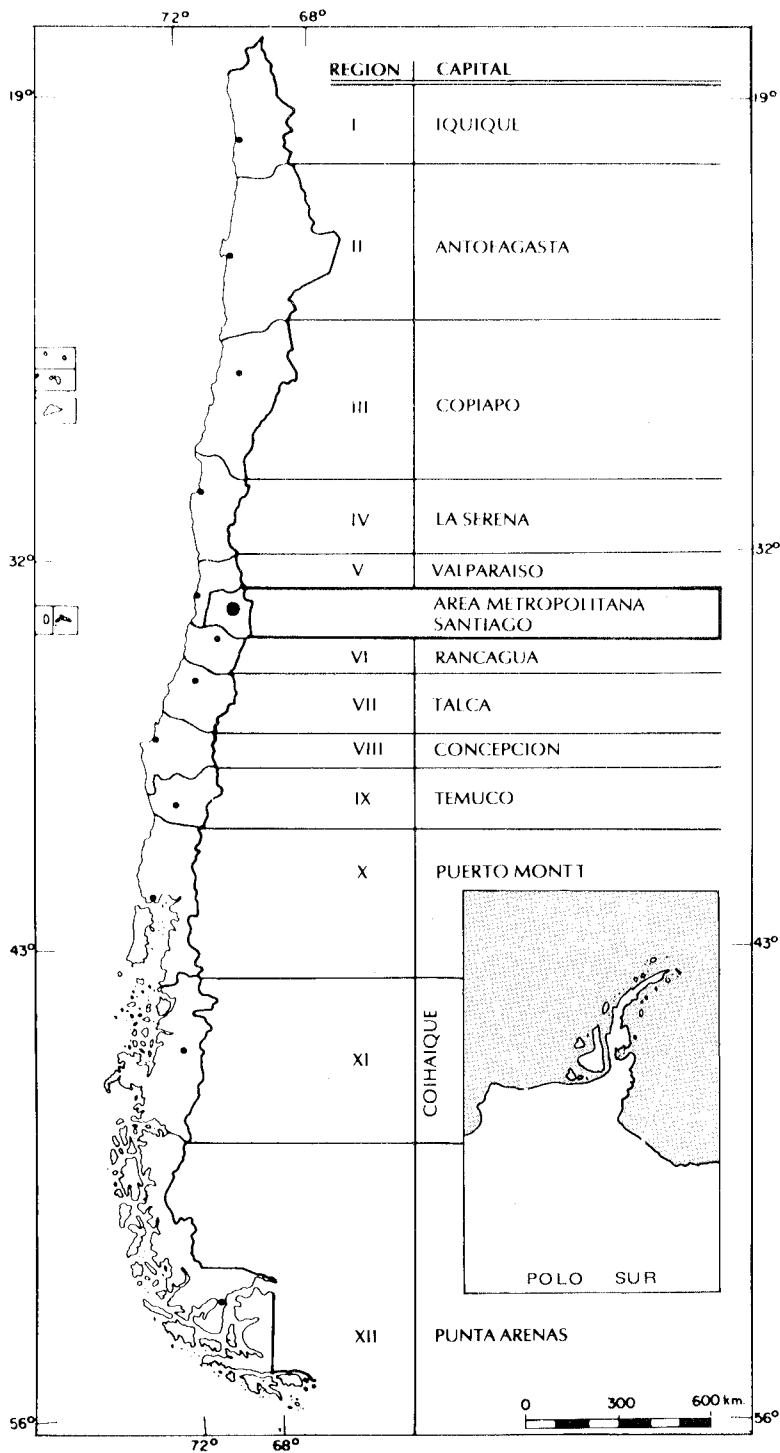 72° 68°
REGION CAPITAL
19° 19°
I IQUIQUE
II ANTOFAGASTA
III COPIAPO
IV LA SERENA
32° 32°
V VALPARAISO
AREA METROPOLITANA
SANTIAGO
VI RANCAGUA
VII TALCA
VIII CONCEPCION
IX TEMUCO
X PUERTO MONTT
43° 43°
XI COIHAIQUE
POLO SUR
XII PUNTA ARENAS
0 300 600 km.
56° 56°
72° 68°